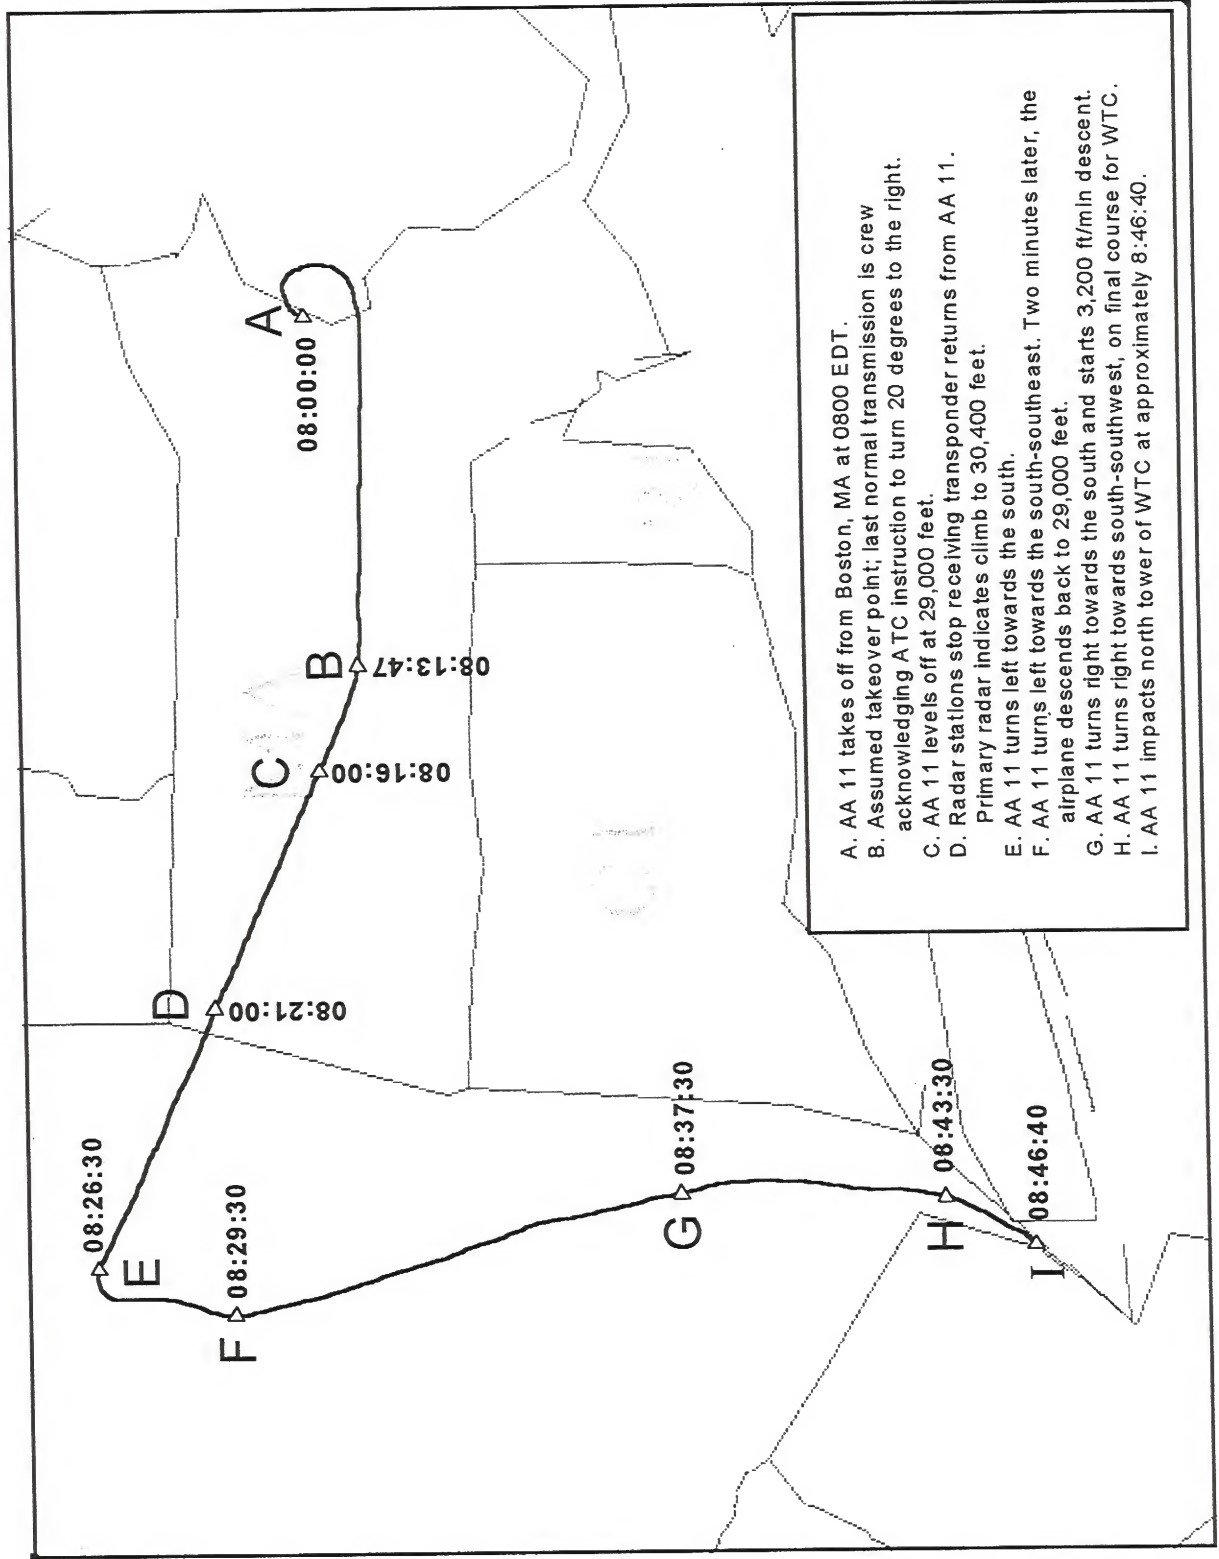 A
08:00:00
B
08:13:47
C
08:16:00
D
08:21:00
08:26:30
E
08:29:30
F
08:37:30
G
08:43:30
H
08:46:40
I
MA
CT
A. AA 11 takes off from Boston, MA at 0800 EDT.
B. Assumed takeover point; last normal transmission is crew
acknowledging ATC instruction to turn 20 degrees to the right.
C. AA 11 levels off at 29,000 feet.
D. Radar stations stop receiving transponder returns from AA 11.
Primary radar indicates climb to 30,400 feet.
E. AA 11 turns left towards the south.
F. AA 11 turns left towards the south-southeast. Two minutes later, the
airplane descends back to 29,000 feet.
G. AA 11 turns right towards the south and starts 3,200 ft/min descent.
H. AA 11 turns right towards south-southwest, on final course for WTC.
I. AA 11 impacts north tower of WTC at approximately 8:46:40.